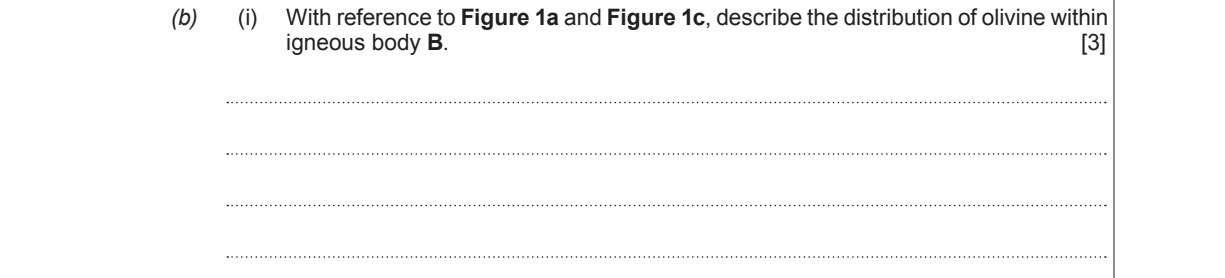 (b) (i) With reference to Figure 1a and Figure 1c, describe the distribution of olivine within
igneous body B. [3]